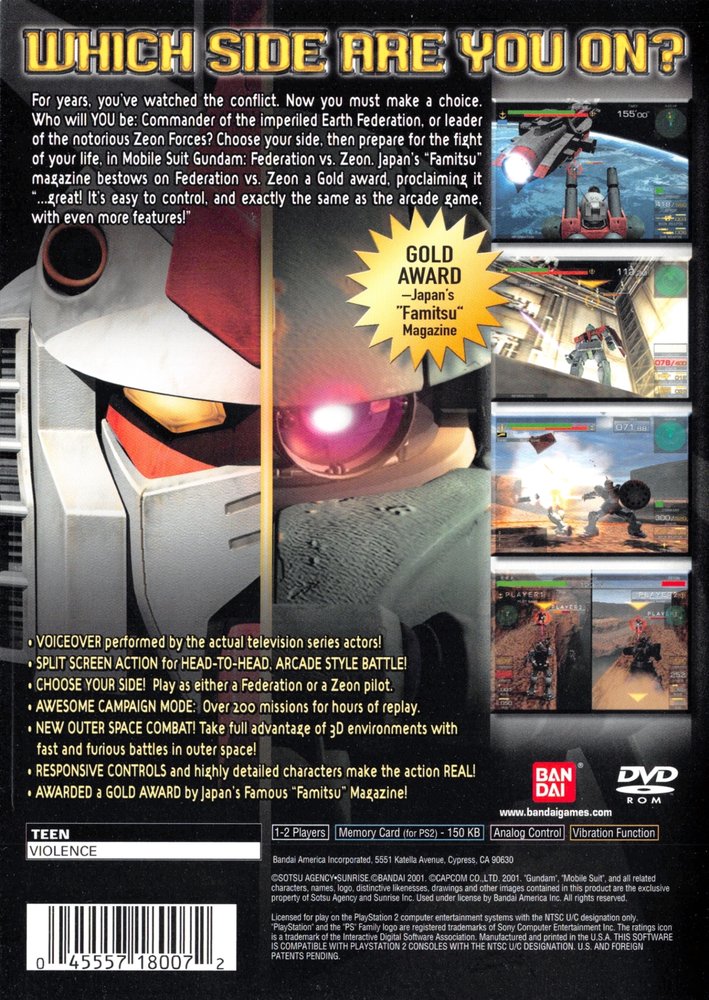 WHICH SIDE ARE YOU ON?
For years, you've watched the conflict. Now you must make a choice.
Who will YOU be: Commander of the imperiled Earth Federation, or leader
of the notorious Zeon Forces? Choose your side, then prepare for the fight
of your life, in Mobile Suit Gundam: Federation vs. Zeon. Japan's "Famitsu"
magazine bestows on Federation vs. Zeon a Gold award, proclaiming it
"...great! It's easy to control, and exactly the same as the arcade game,
with even more features!"
155"00
GOLD
AWARD
—Japan's
"Famitsu"
Magazine
078/400
071"88
PLAYER1
PLAYER2
PLAYER2
PLAYER1
• VOICEOVER performed by the actual television series actors!
• SPLIT SCREEN ACTION for HEAD-TO-HEAD, ARCADE STYLE BATTLE!
• CHOOSE YOUR SIDE! Play as either a Federation or a Zeon pilot.
• AWESOME CAMPAIGN MODE: Over 200 missions for hours of replay.
• NEW OUTER SPACE COMBAT! Take full advantage of 3D environments with
fast and furious battles in outer space!
• RESPONSIVE CONTROLS and highly detailed characters make the action REAL!
• AWARDED a GOLD AWARD by Japan's Famous "Famitsu" Magazine!
BAN
DAI
www.bandaigames.com
DVD
ROM
TEEN
VIOLENCE
1-2 Players
Memory Card (for PS2) - 150 KB
Analog Control
Vibration Function
Bandai America Incorporated, 5551 Katella Avenue, Cypress, CA 90630
©SOTSU AGENCY•SUNRISE.©BANDAI 2001. ©CAPCOM CO.,LTD. 2001. "Gundam", "Mobile Suit", and all related
characters, names, logo, distinctive likenesses, drawings and other images contained in this product are the exclusive
property of Sotsu Agency and Sunrise Inc. Used under license by Bandai America Inc. All rights reserved.
Licensed for play on the PlayStation 2 computer entertainment systems with the NTSC U/C designation only.
"PlayStation" and the "PS" Family logo are registered trademarks of Sony Computer Entertainment Inc. The ratings icon
is a trademark of the Interactive Digital Software Association. Manufactured and printed in the U.S.A. THIS SOFTWARE
IS COMPATIBLE WITH PLAYSTATION 2 CONSOLES WITH THE NTSC U/C DESIGNATION. U.S. AND FOREIGN
PATENTS PENDING.
0 45557 18007 2